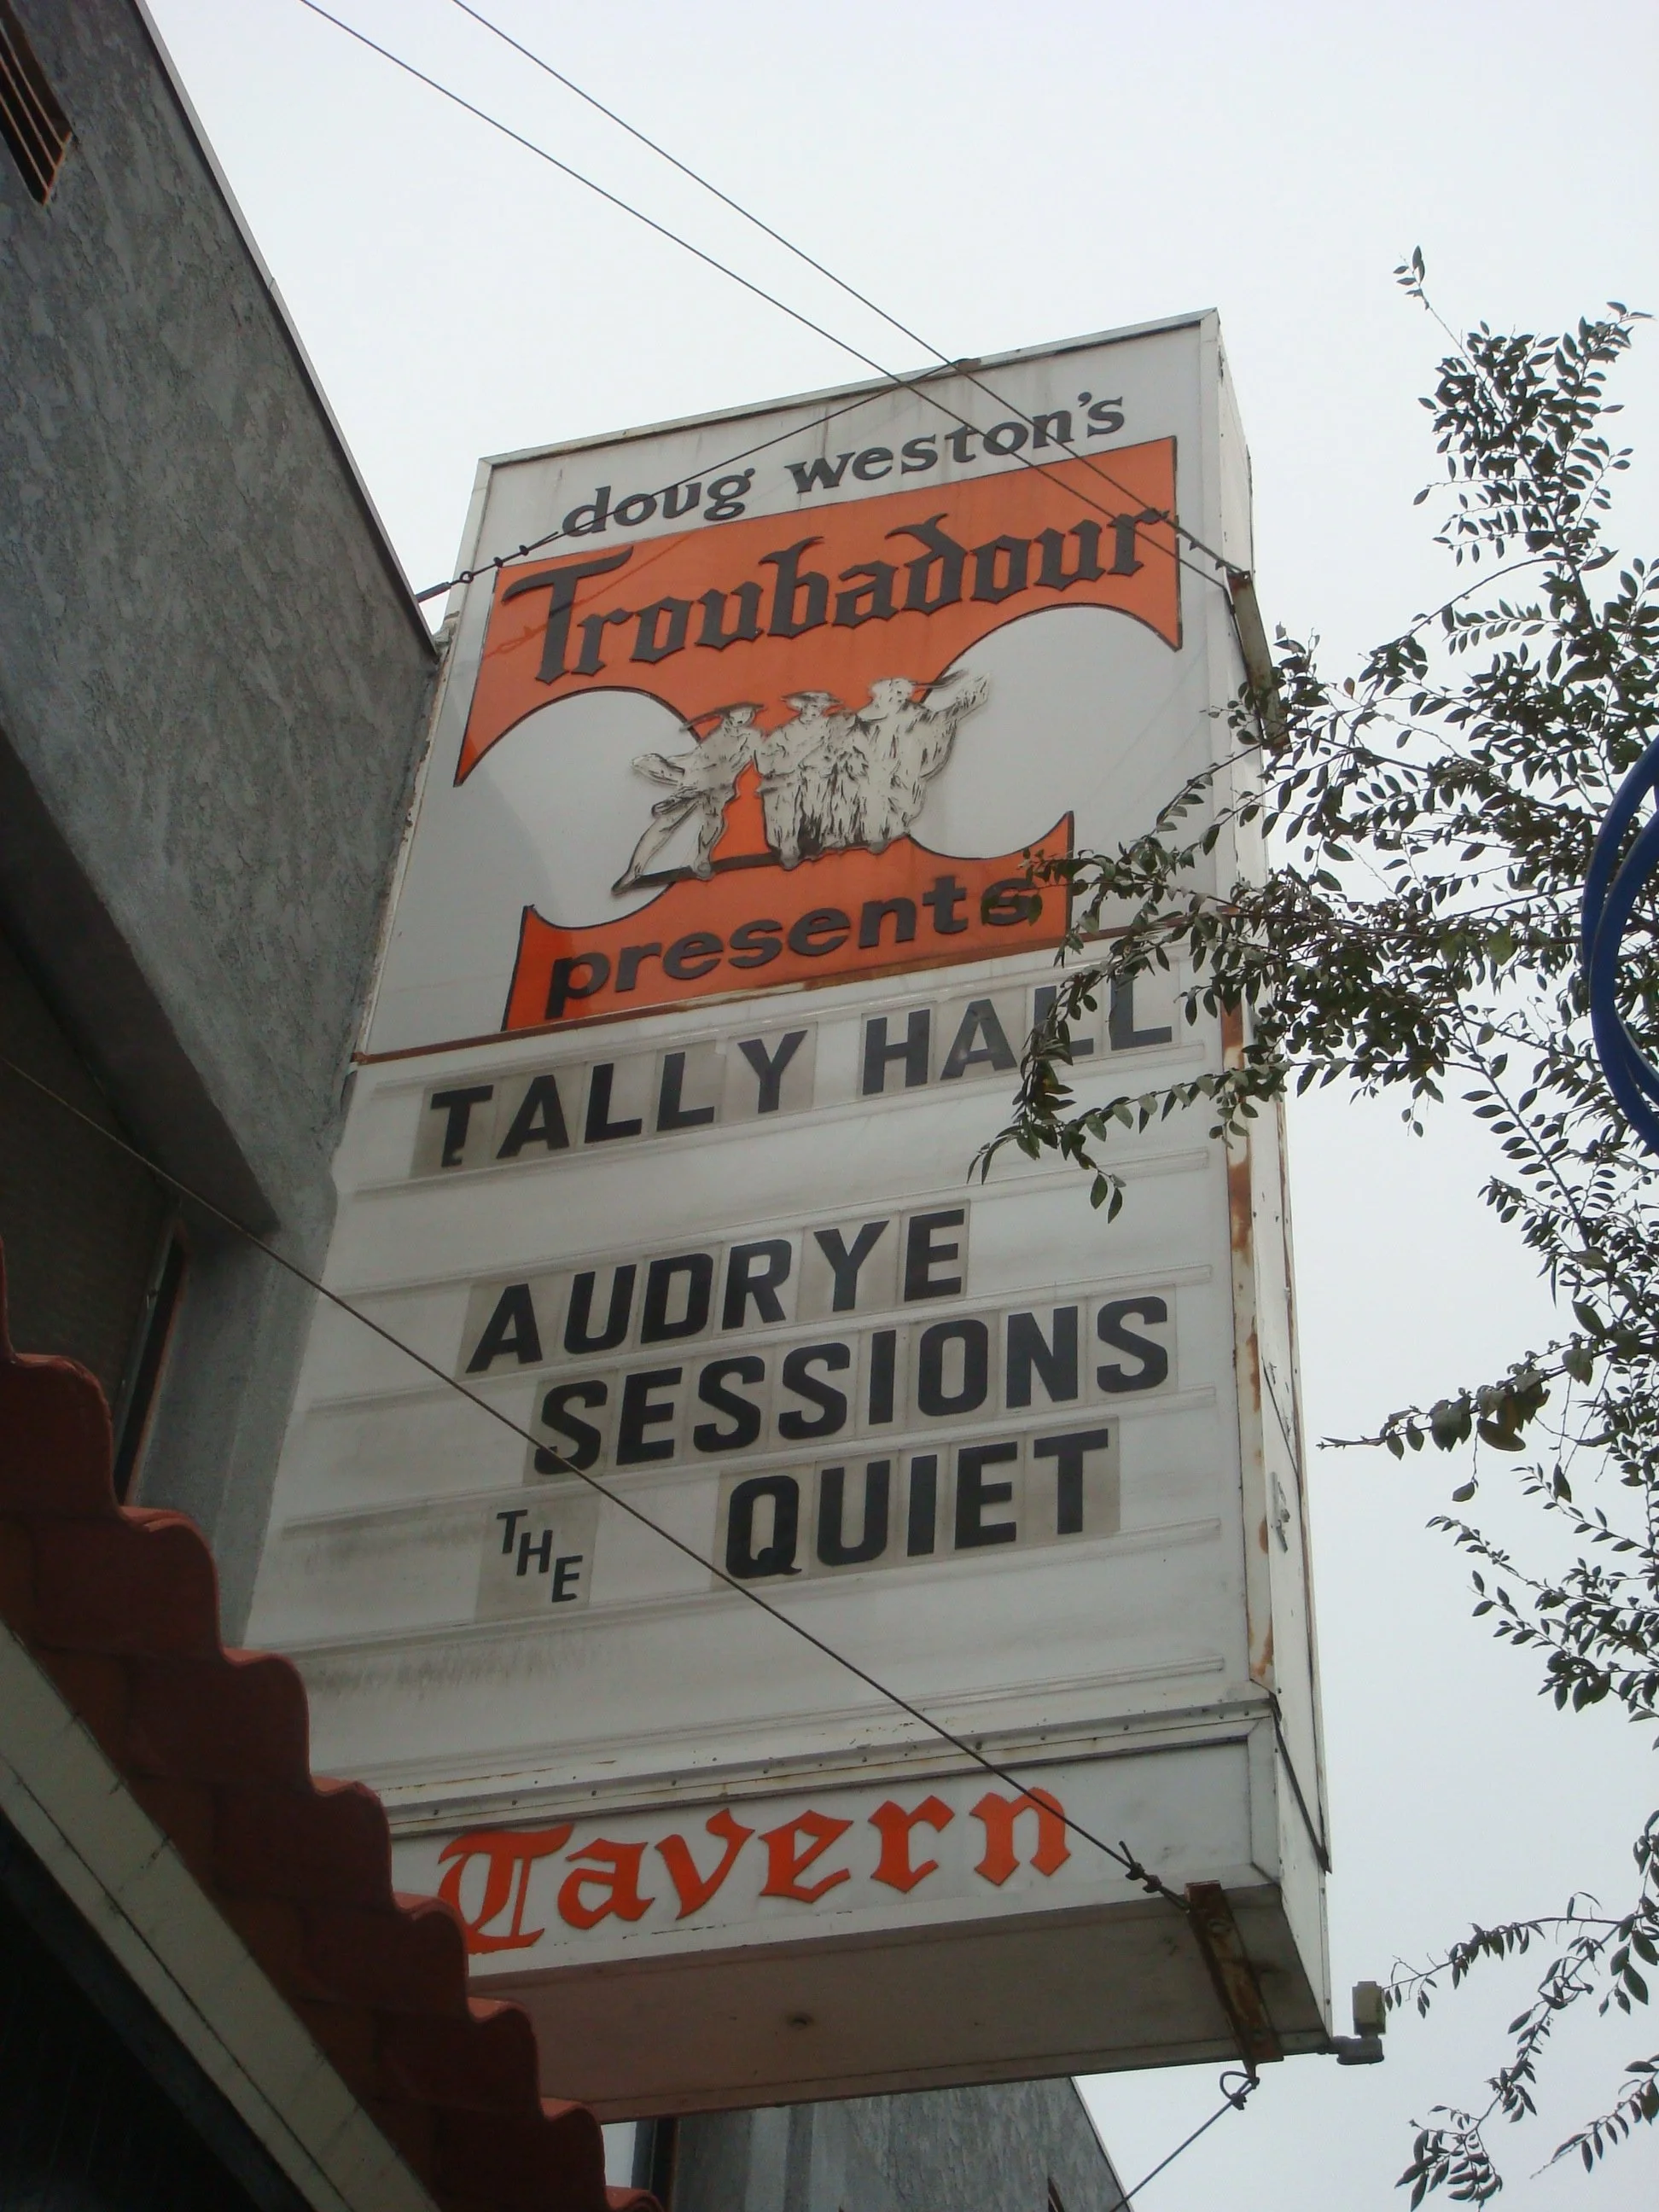 doug weston's
Troubadour
presents
TALLY HALL
AUDRYE
SESSIONS
THE QUIET
Tavern